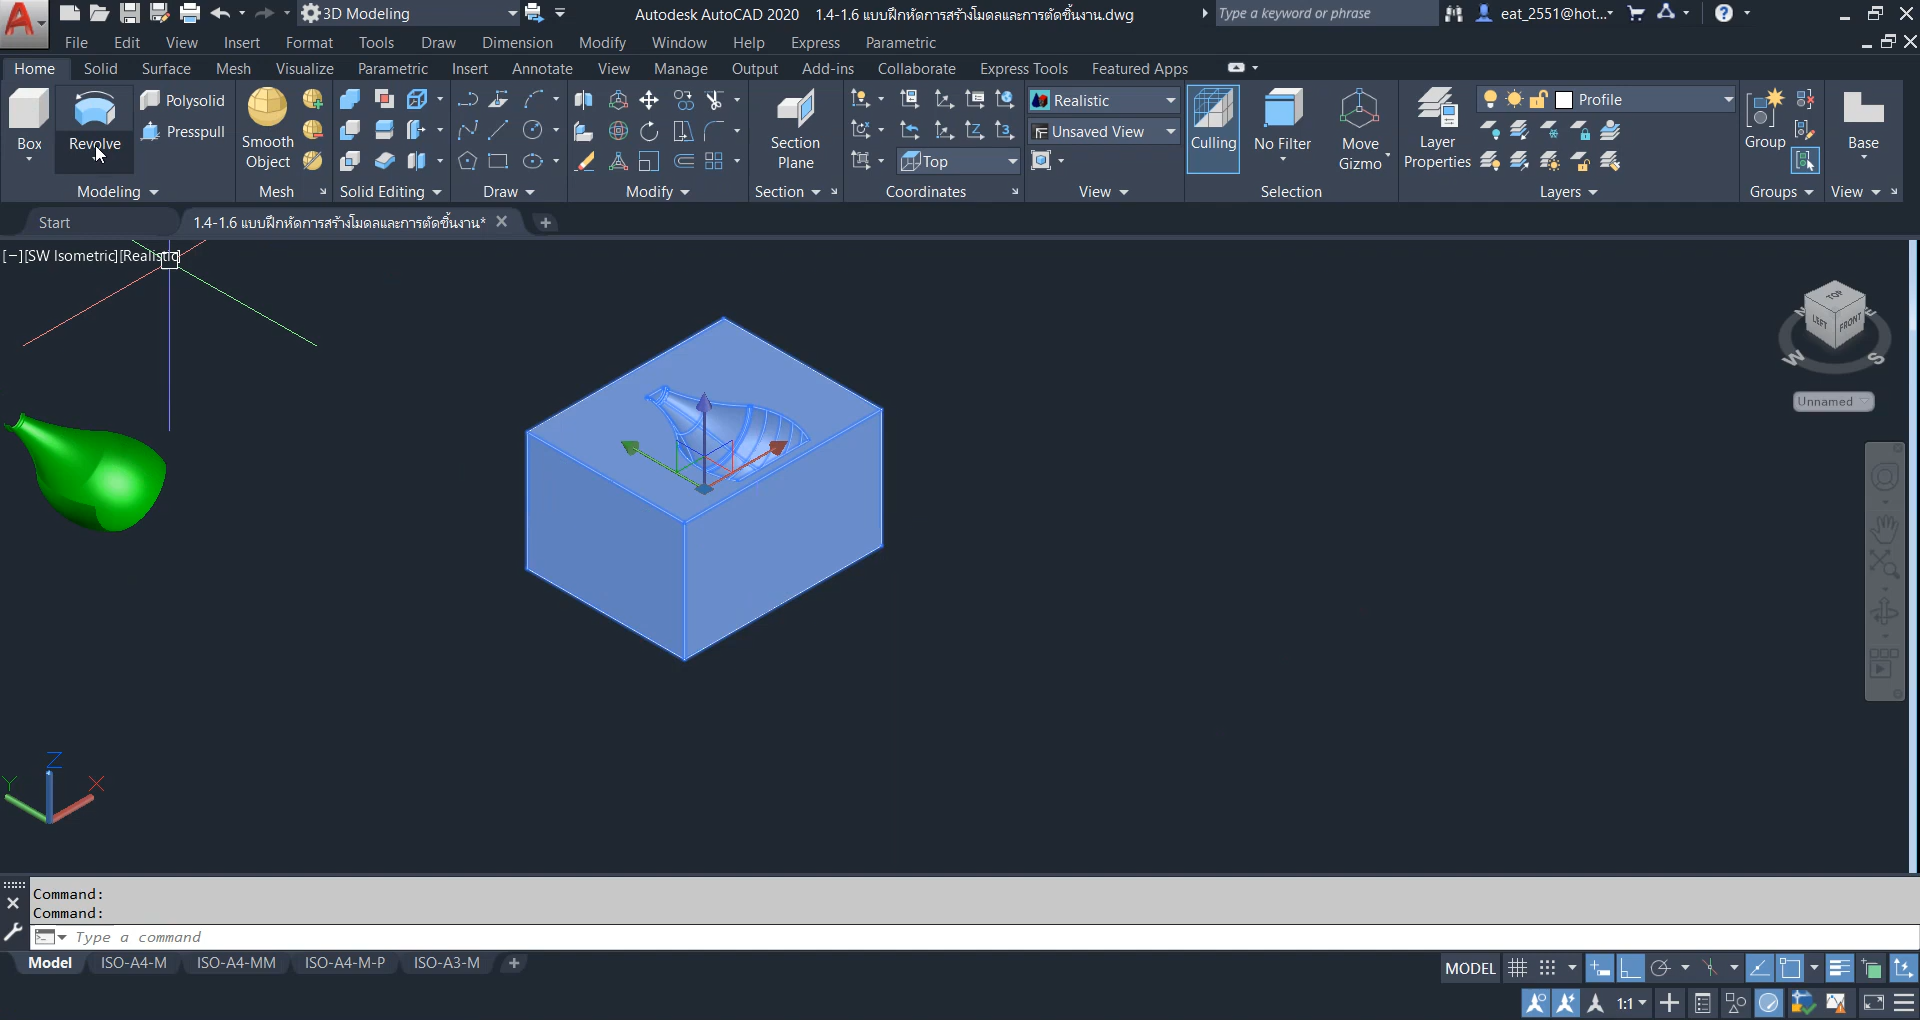 3D Modeling
Autodesk AutoCAD 2020 1.4-1.6 แบบฝึกหัดการสร้างโมดลและการตัดชิ้นงาน.dwg
Type a keyword or phrase
eat_2551@hot...
File Edit View Insert Format Tools Draw Dimension Modify Window Help Express Parametric
Home Solid Surface Mesh Visualize Parametric Insert Annotate View Manage Output Add-ins Collaborate Express Tools Featured Apps
Box
Revolve
Polysolid
Presspull
Modeling
Smooth
Object
Mesh
Solid Editing
Draw
Modify
Section
Plane
Section
Top
Coordinates
Realistic
Unsaved View
View
Culling
No Filter
Move
Gizmo
Selection
Layer
Properties
Profile
Layers
Group
Groups
Base
View
Start
1.4-1.6 แบบฝึกหัดการสร้างโมดลและการตัดชิ้นงาน*
[−][SW Isometric][Realistic]
TOP
LEFT
FRONT
N
E
W
S
Unnamed
Z
Y
X
Command:
Command:
Type a command
Model ISO-A4-M ISO-A4-MM ISO-A4-M-P ISO-A3-M
MODEL
1:1